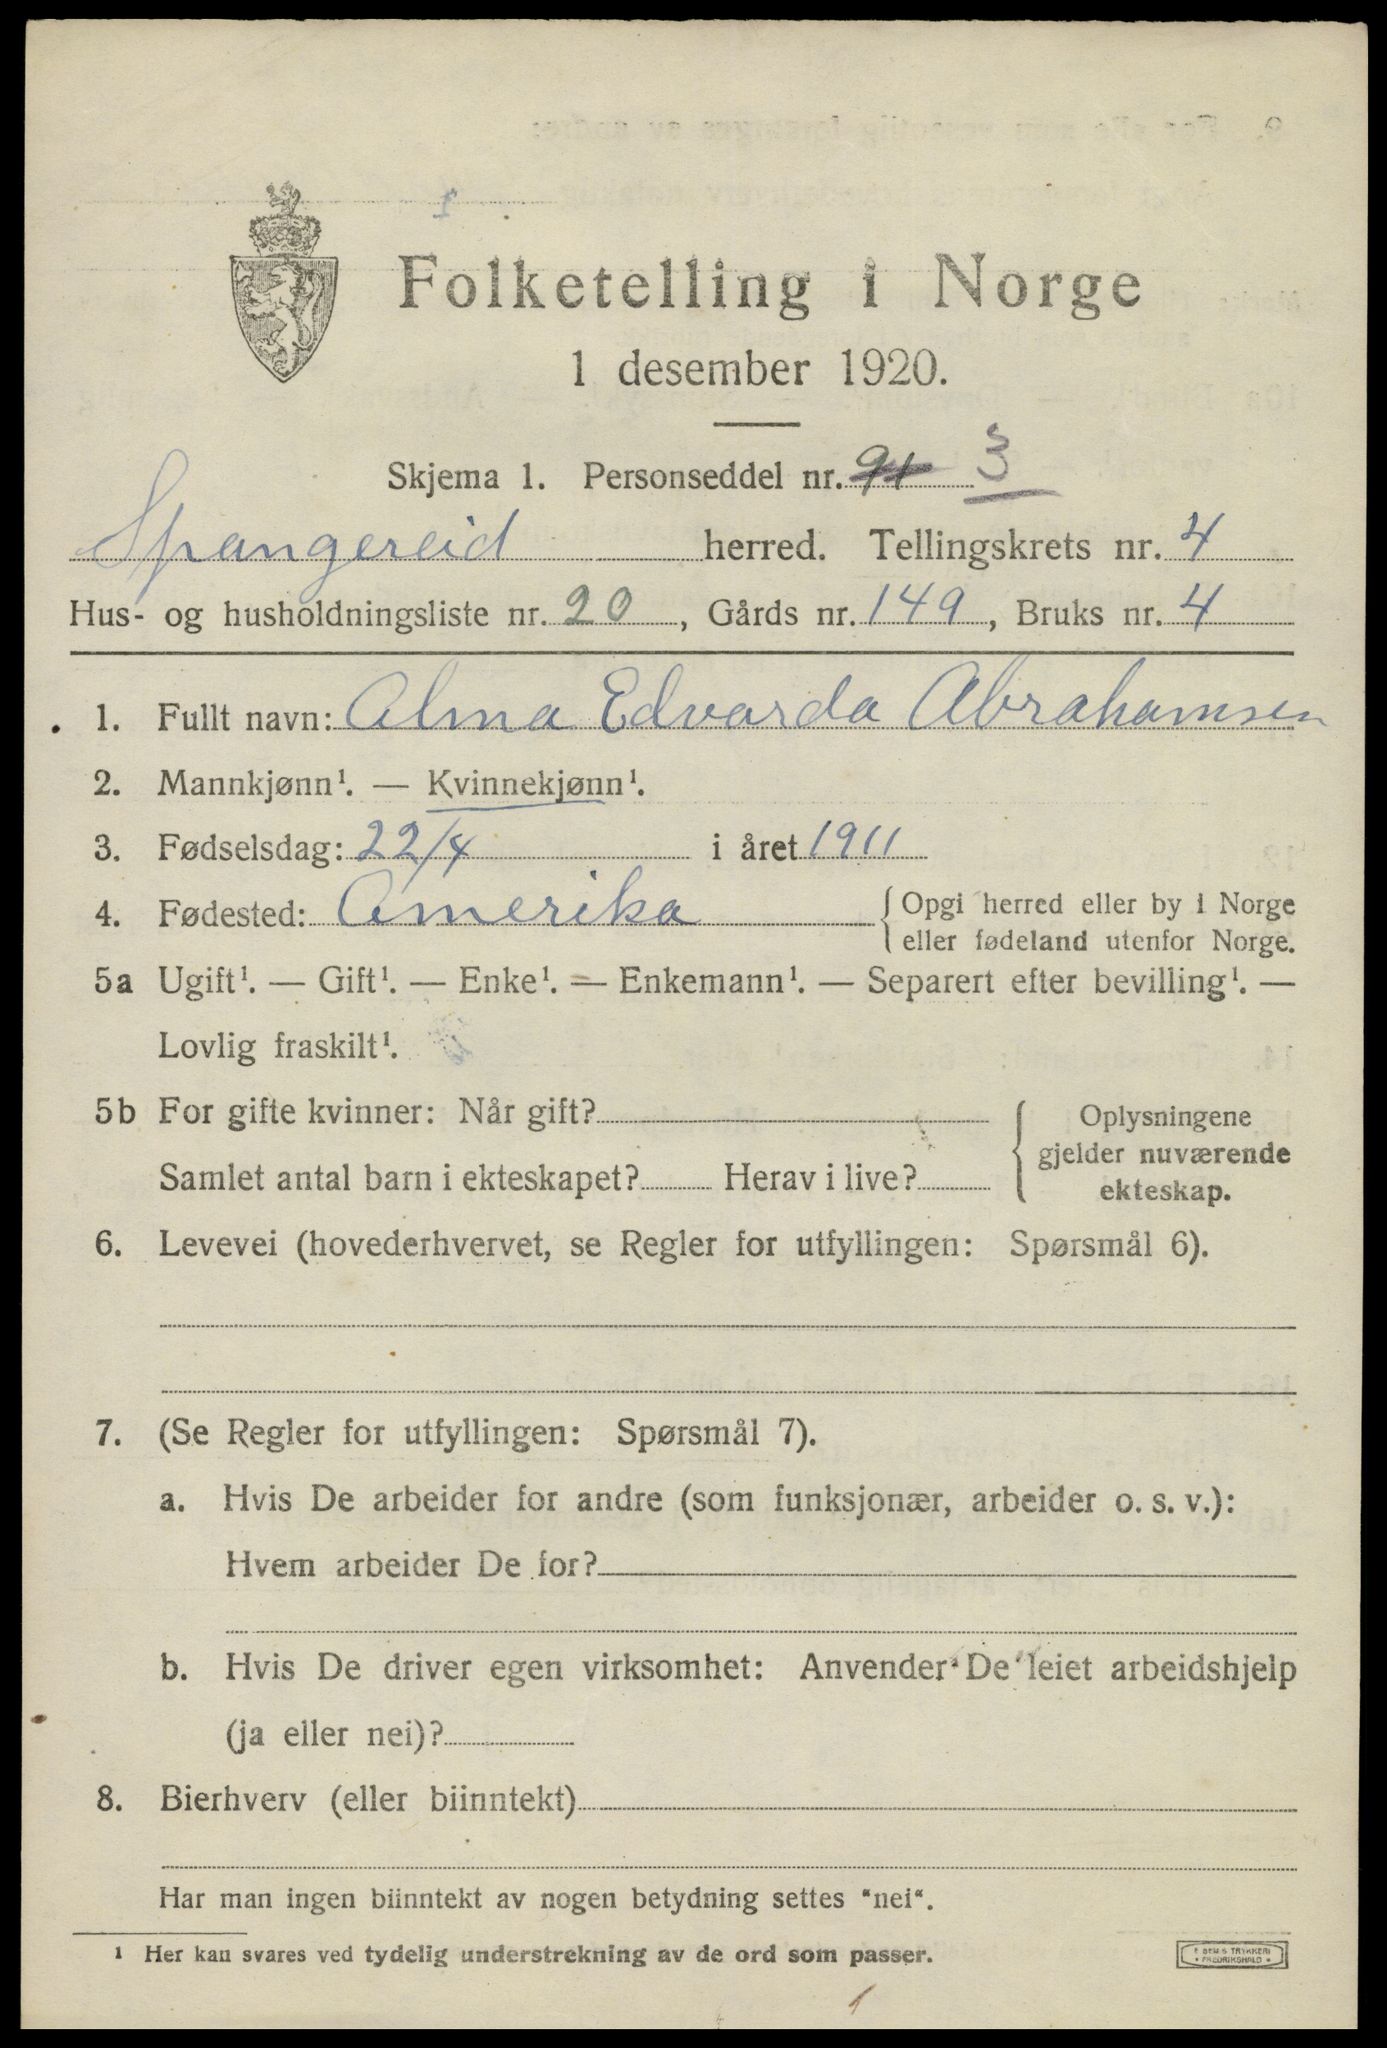 Folketelling i Norge
1 desember 1920.
Skjema 1. Personseddel nr. 91 3
Spangereid herred. Tellingskrets nr. 4
Hus- og husholdningsliste nr. 20, Gårds nr. 149, Bruks nr. 4
1. Fullt navn: Alma Edvarda Abrahamsen
2. Mannkjønn¹. — Kvinnekjønn¹.
3. Fødselsdag: 22/4 i året 1911
4. Fødested: Amerika { Opgi herred eller by i Norge
eller fødeland utenfor Norge.
5a Ugift¹. — Gift¹. — Enke¹. — Enkemann¹. — Separert efter bevilling¹. —
Lovlig fraskilt¹.
5b For gifte kvinner: Når gift? Oplysningene
gjelder nuværende
Samlet antal barn i ekteskapet? Herav i live? ekteskap.
6. Levevei (hovederhvervet, se Regler for utfyllingen: Spørsmål 6).
7. (Se Regler for utfyllingen: Spørsmål 7).
a. Hvis De arbeider for andre (som funksjonær, arbeider o. s. v.):
Hvem arbeider De for?
b. Hvis De driver egen virksomhet: Anvender De leiet arbeidshjelp
(ja eller nei)?
8. Bierhverv (eller biinntekt)
Har man ingen biinntekt av nogen betydning settes "nei".
¹ Her kan svares ved tydelig understrekning av de ord som passer.
TRYKKERI
FREDRIKSHALD